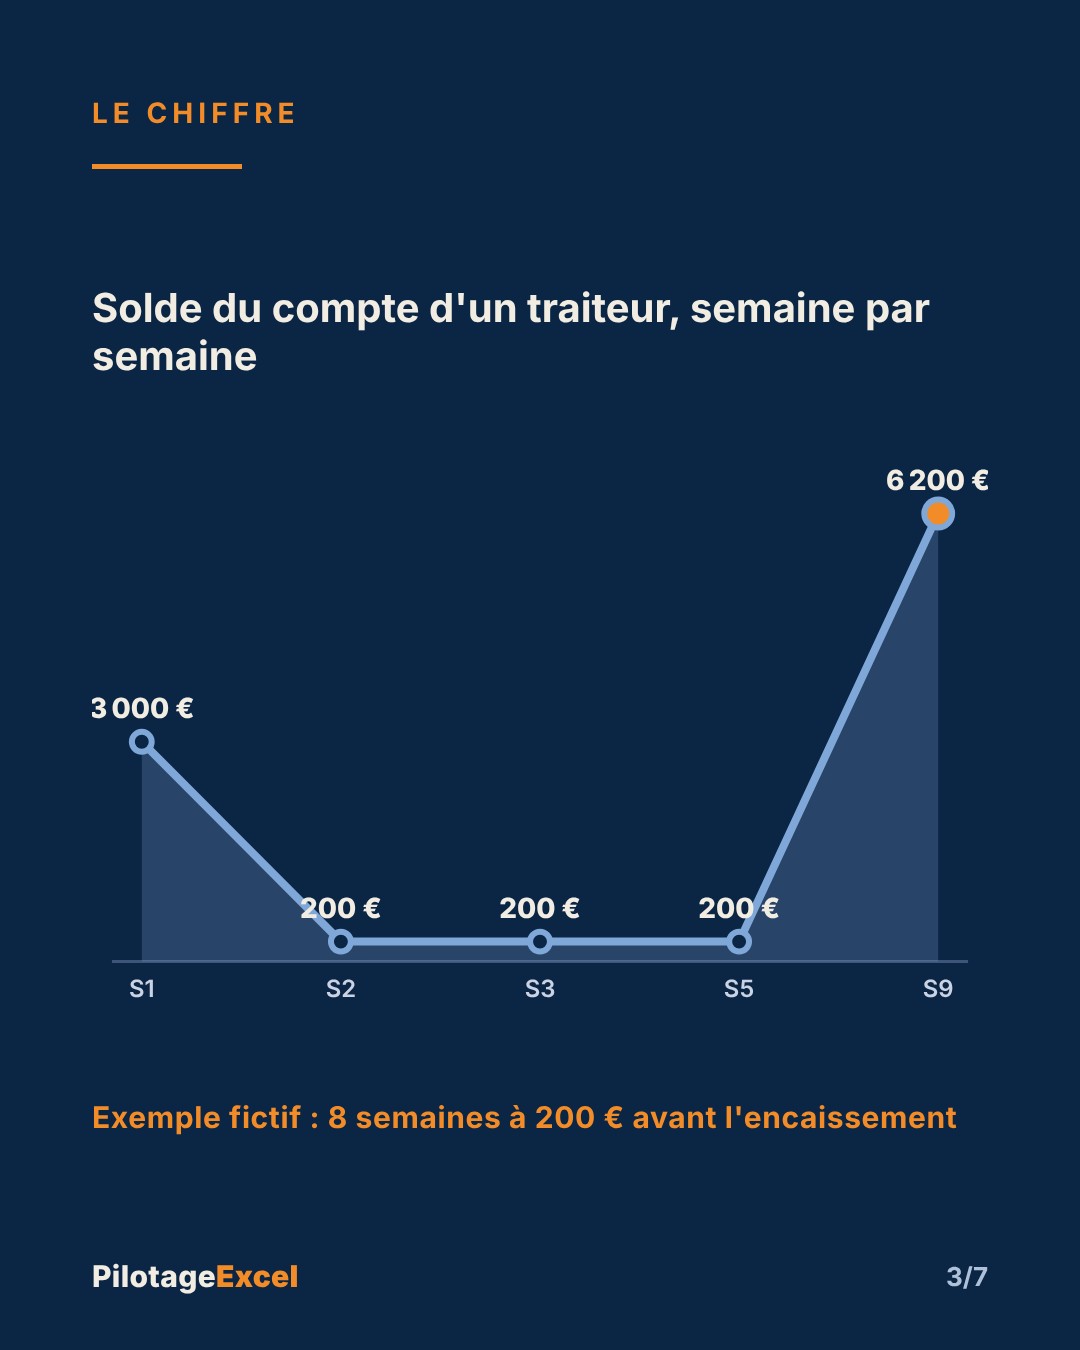 LE CHIFFRE
Solde du compte d'un traiteur, semaine par
semaine
6 200 €
3 000 €
200 € 200 € 200 €
S1 S2 S3 S5 S9
Exemple fictif : 8 semaines à 200 € avant l'encaissement
PilotageExcel 3/7